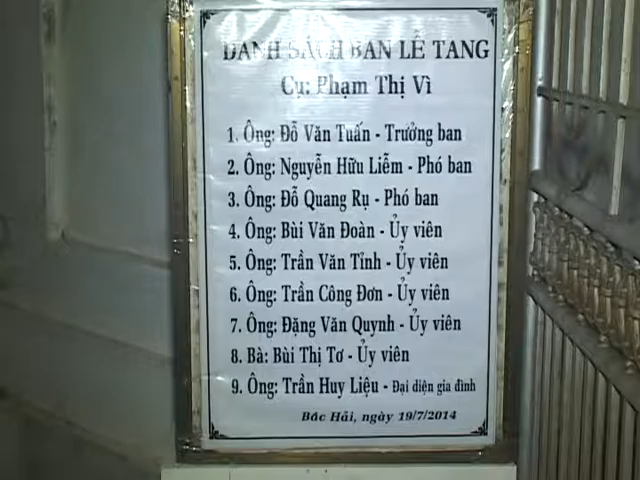 DANH SÁCH BAN LỄ TANG
Cụ: Phạm Thị Vì
1. Ông: Đỗ Văn Tuấn - Trưởng ban
2. Ông: Nguyễn Hữu Liễm - Phó ban
3. Ông: Đỗ Quang Rụ - Phó ban
4. Ông: Bùi Văn Đoàn - Ủy viên
5. Ông: Trần Văn Tỉnh - Ủy viên
6. Ông: Trần Công Đơn - Ủy viên
7. Ông: Đặng Văn Quynh - Ủy viên
8. Bà: Bùi Thị Tơ - Ủy viên
9. Ông: Trần Huy Liệu - Đại diện gia đình
Bắc Hải, ngày 19/7/2014